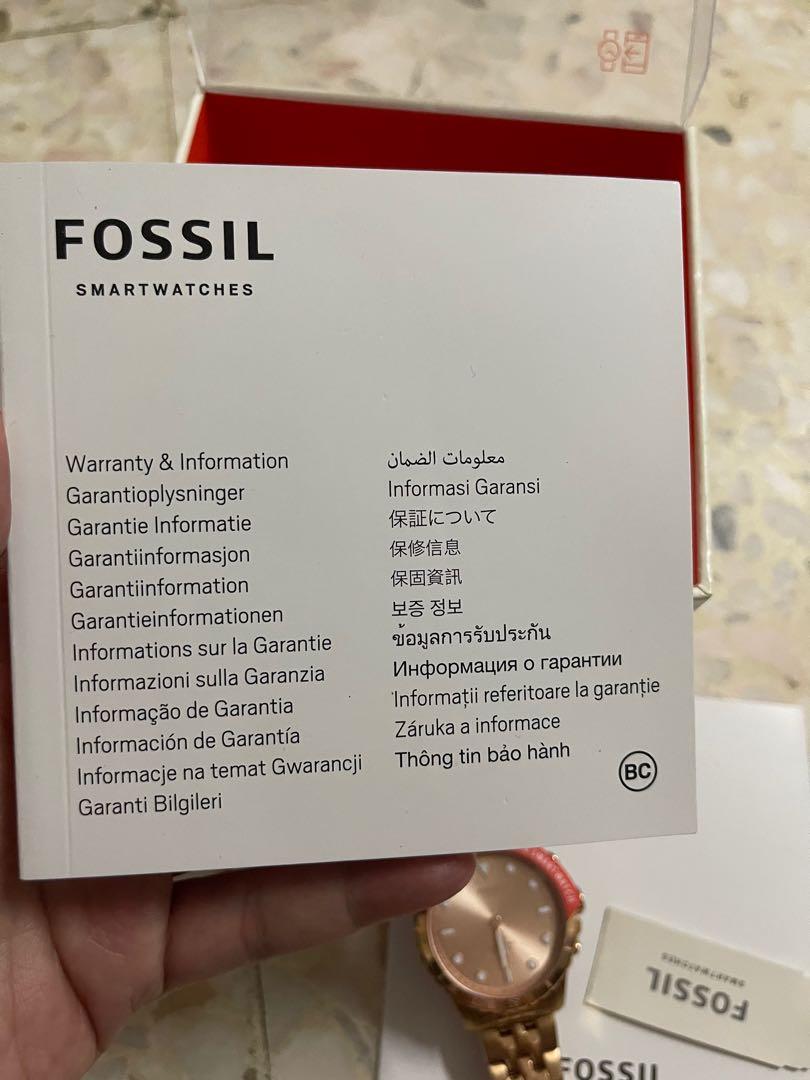 FOSSIL
SMARTWATCHES
Warranty & Information
Garantioplysninger
Garantie Informatie
Garantiinformasjon
Garantiinformation
Garantieinformationen
Informations sur la Garantie
Informazioni sulla Garanzia
Informação de Garantia
Información de Garantía
Informacje na temat Gwarancji
Garanti Bilgileri
معلومات الضمان
Informasi Garansi
保証について
保修信息
保固資訊
보증 정보
ข้อมูลการรับประกัน
Информация о гарантии
Informații referitoare la garanție
Záruka a informace
Thông tin bảo hành
BC
FOSSIL
SMARTWATCHES
FOSSIL